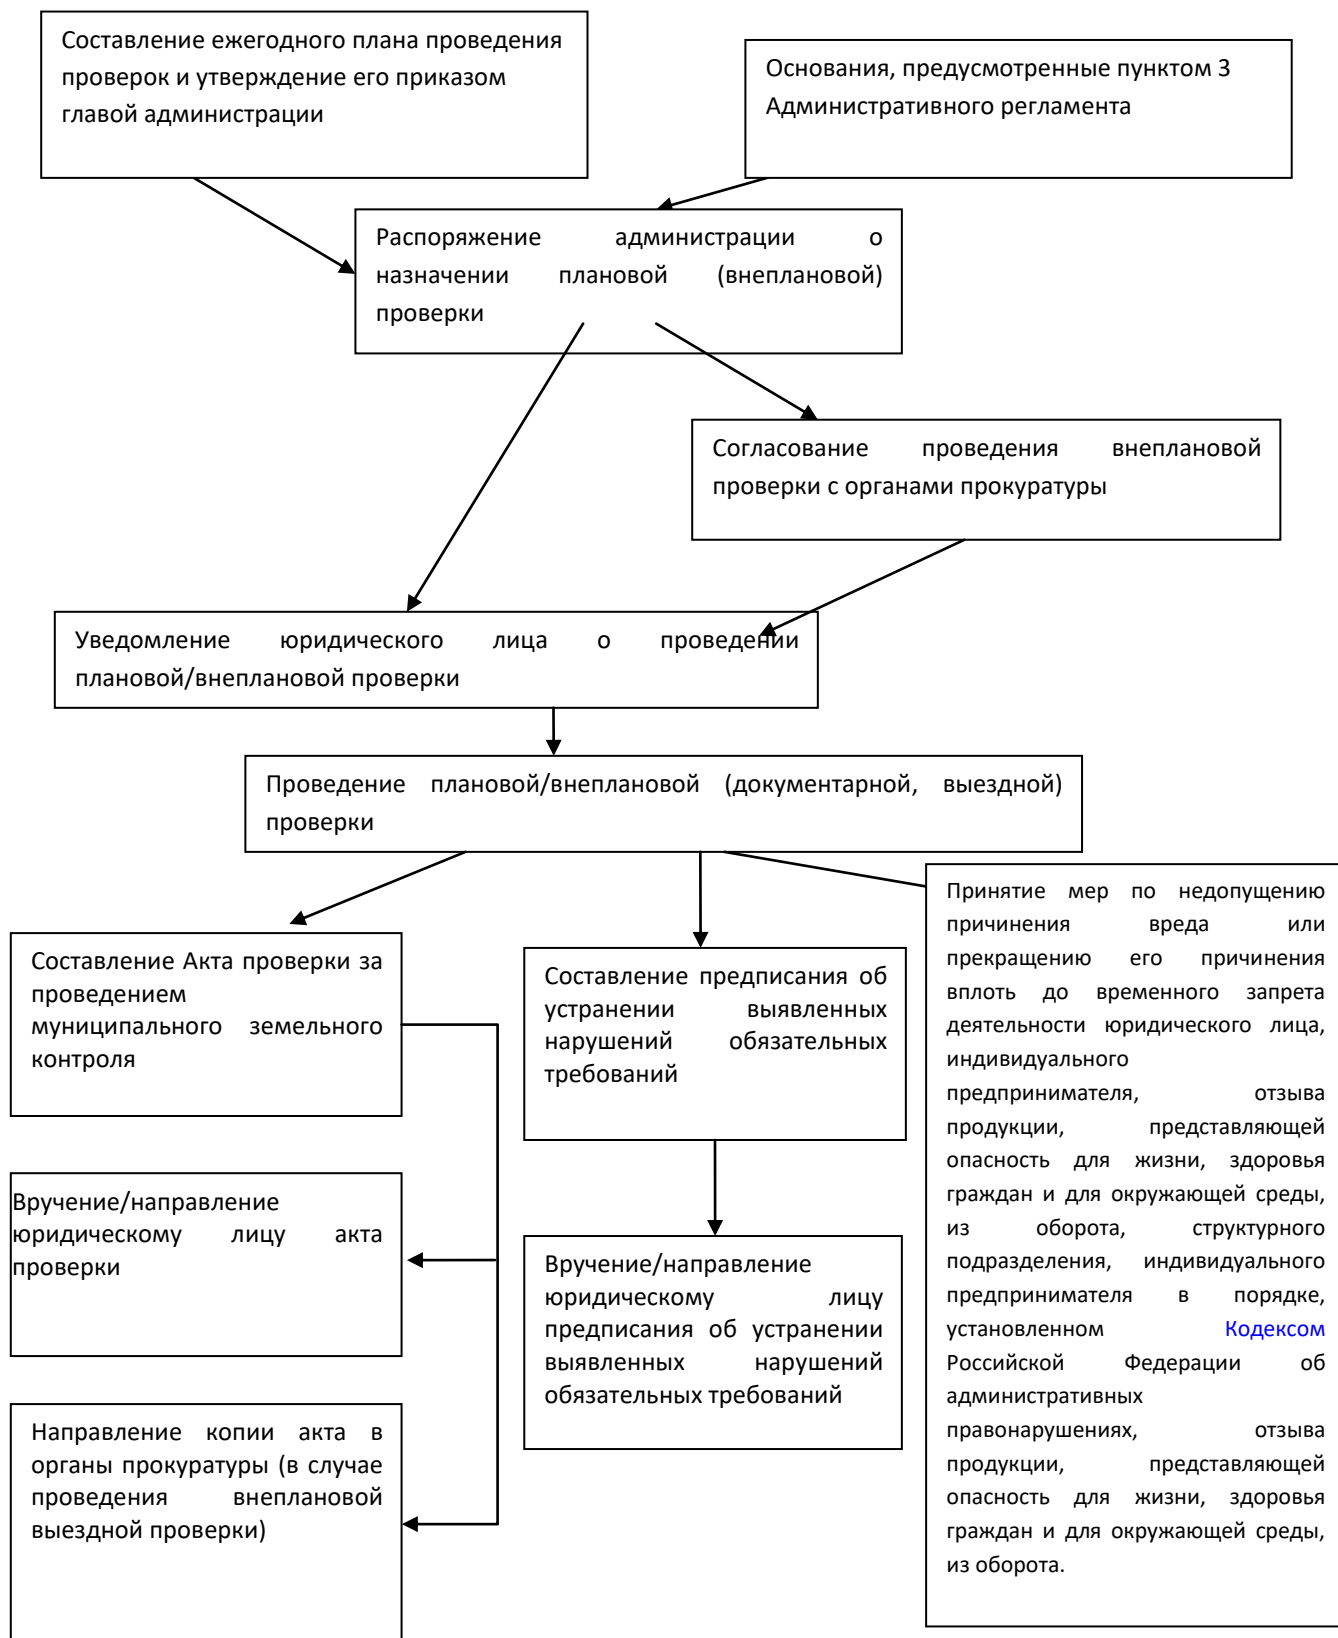 Составление ежегодного плана проведения
проверок и утверждение его приказом
главой администрации
Основания, предусмотренные пунктом 3
Административного регламента
Распоряжение администрации о
назначении плановой (внеплановой)
проверки
Согласование проведения внеплановой
проверки с органами прокуратуры
Уведомление юридического лица о проведении
плановой/внеплановой проверки
Проведение плановой/внеплановой (документарной, выездной)
проверки
Составление Акта проверки за
проведением
муниципального земельного
контроля
Вручение/направление
юридическому лицу акта
проверки
Направление копии акта в
органы прокуратуры (в случае
проведения внеплановой
выездной проверки)
Составление предписания об
устранении выявленных
нарушений обязательных
требований
Вручение/направление
юридическому лицу
предписания об устранении
выявленных нарушений
обязательных требований
Принятие мер по недопущению
причинения вреда или
прекращению его причинения
вплоть до временного запрета
деятельности юридического лица,
индивидуального
предпринимателя, отзыва
продукции, представляющей
опасность для жизни, здоровья
граждан и для окружающей среды,
из оборота, структурного
подразделения, индивидуального
предпринимателя в порядке,
установленном Кодексом
Российской Федерации об
административных
правонарушениях, отзыва
продукции, представляющей
опасность для жизни, здоровья
граждан и для окружающей среды,
из оборота.